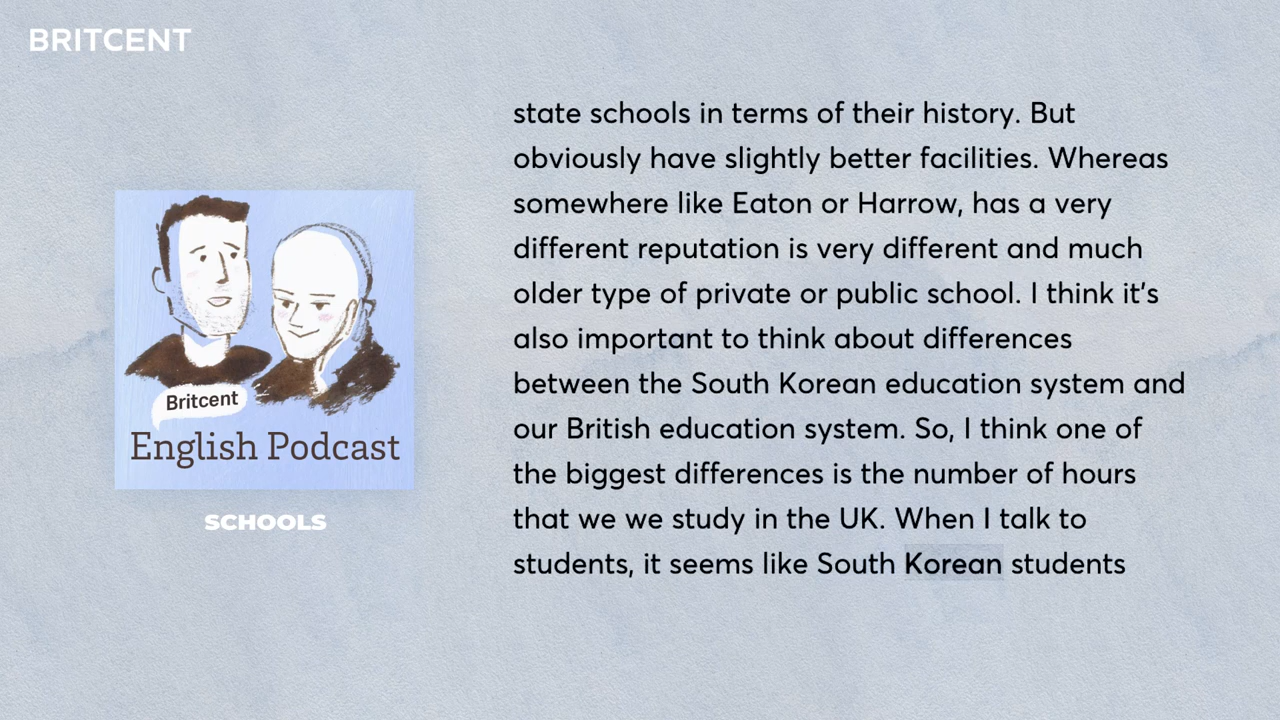 BRITCENT
state schools in terms of their history. But
obviously have slightly better facilities. Whereas
somewhere like Eaton or Harrow, has a very
different reputation is very different and much
older type of private or public school. I think it's
also important to think about differences
between the South Korean education system and
our British education system. So, I think one of
the biggest differences is the number of hours
that we we study in the UK. When I talk to
students, it seems like South Korean students
Britcent
English Podcast
SCHOOLS